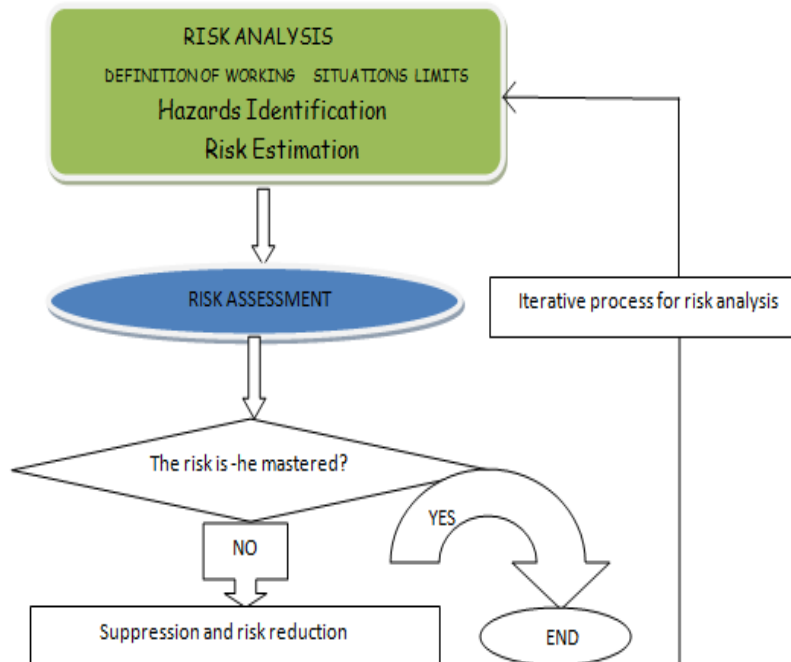 RISK ANALYSIS
DEFINITION OF WORKING SITUATIONS LIMITS
Hazards Identification
Risk Estimation
RISK ASSESSMENT
Iterative process for risk analysis
The risk is -he mastered?
YES
NO
Suppression and risk reduction
END